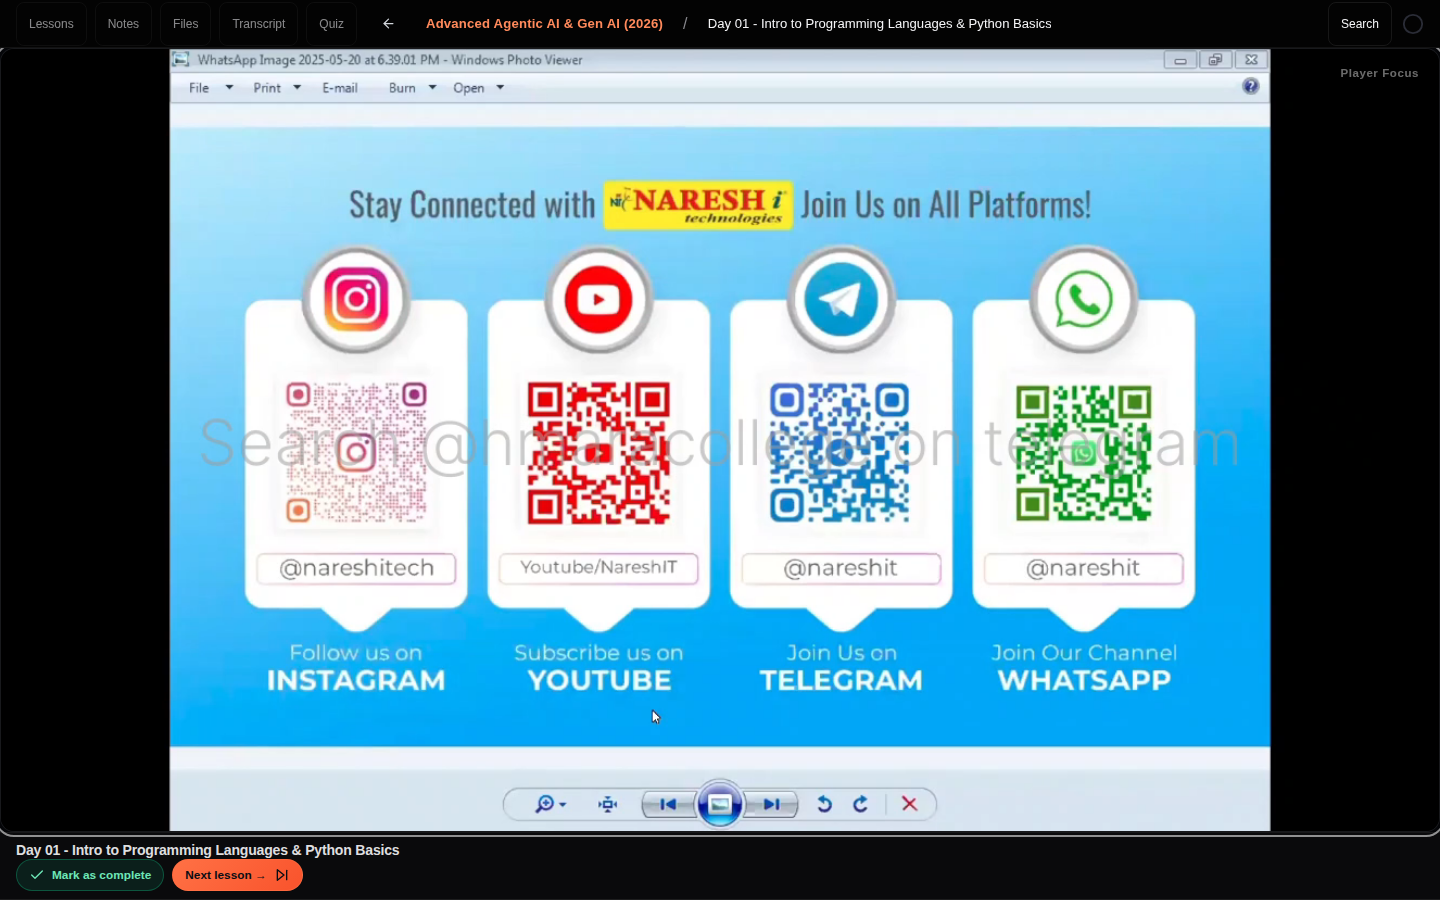 Lessons Notes Files Transcript Quiz Advanced Agentic AI & Gen AI (2026) / Day 01 - Intro to Programming Languages & Python Basics Search
WhatsApp Image 2025-05-20 at 6.39.01 PM - Windows Photo Viewer
Player Focus
File Print E-mail Burn Open
Stay Connected with NARESH i technologies Join Us on All Platforms!
Search @hmaracollege on telegram
@nareshitech Youtube/NareshIT @nareshit @nareshit
Follow us on Subscribe us on Join Us on Join Our Channel
INSTAGRAM YOUTUBE TELEGRAM WHATSAPP
Day 01 - Intro to Programming Languages & Python Basics
Mark as complete Next lesson →